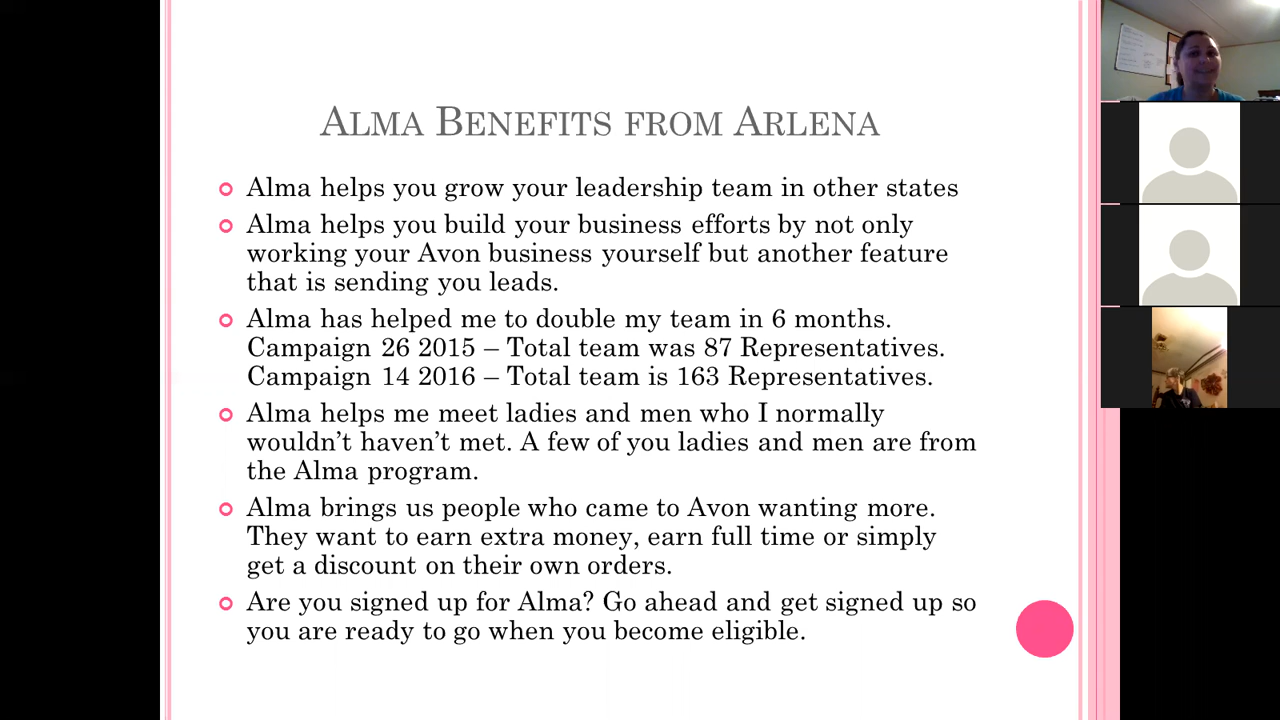 Alma Benefits from Arlena
Alma helps you grow your leadership team in other states
Alma helps you build your business efforts by not only
working your Avon business yourself but another feature
that is sending you leads.
Alma has helped me to double my team in 6 months.
Campaign 26 2015 – Total team was 87 Representatives.
Campaign 14 2016 – Total team is 163 Representatives.
Alma helps me meet ladies and men who I normally
wouldn't haven't met. A few of you ladies and men are from
the Alma program.
Alma brings us people who came to Avon wanting more.
They want to earn extra money, earn full time or simply
get a discount on their own orders.
Are you signed up for Alma? Go ahead and get signed up so
you are ready to go when you become eligible.